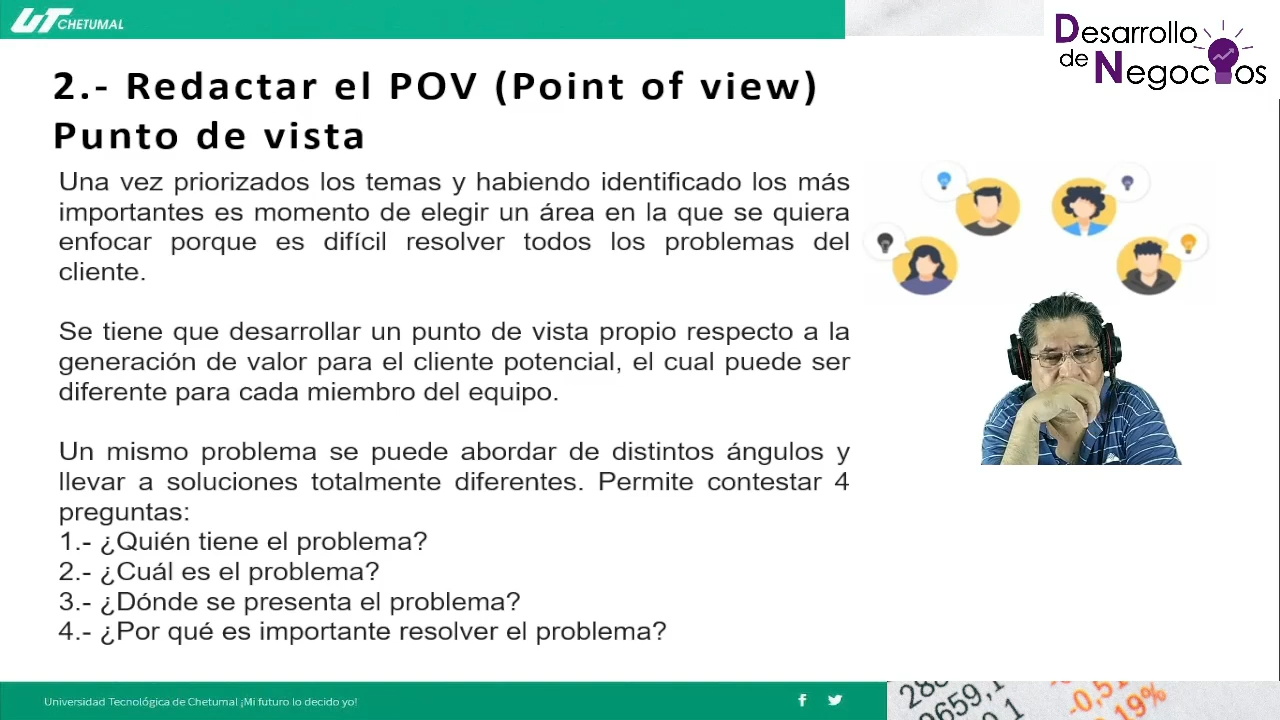 UT CHETUMAL
Desarrollo
de Negocios
2.- Redactar el POV (Point of view)
Punto de vista
Una vez priorizados los temas y habiendo identificado los más
importantes es momento de elegir un área en la que se quiera
enfocar porque es difícil resolver todos los problemas del
cliente.
Se tiene que desarrollar un punto de vista propio respecto a la
generación de valor para el cliente potencial, el cual puede ser
diferente para cada miembro del equipo.
Un mismo problema se puede abordar de distintos ángulos y
llevar a soluciones totalmente diferentes. Permite contestar 4
preguntas:
1.- ¿Quién tiene el problema?
2.- ¿Cuál es el problema?
3.- ¿Dónde se presenta el problema?
4.- ¿Por qué es importante resolver el problema?
Universidad Tecnológica de Chetumal ¡Mi futuro lo decido yo!